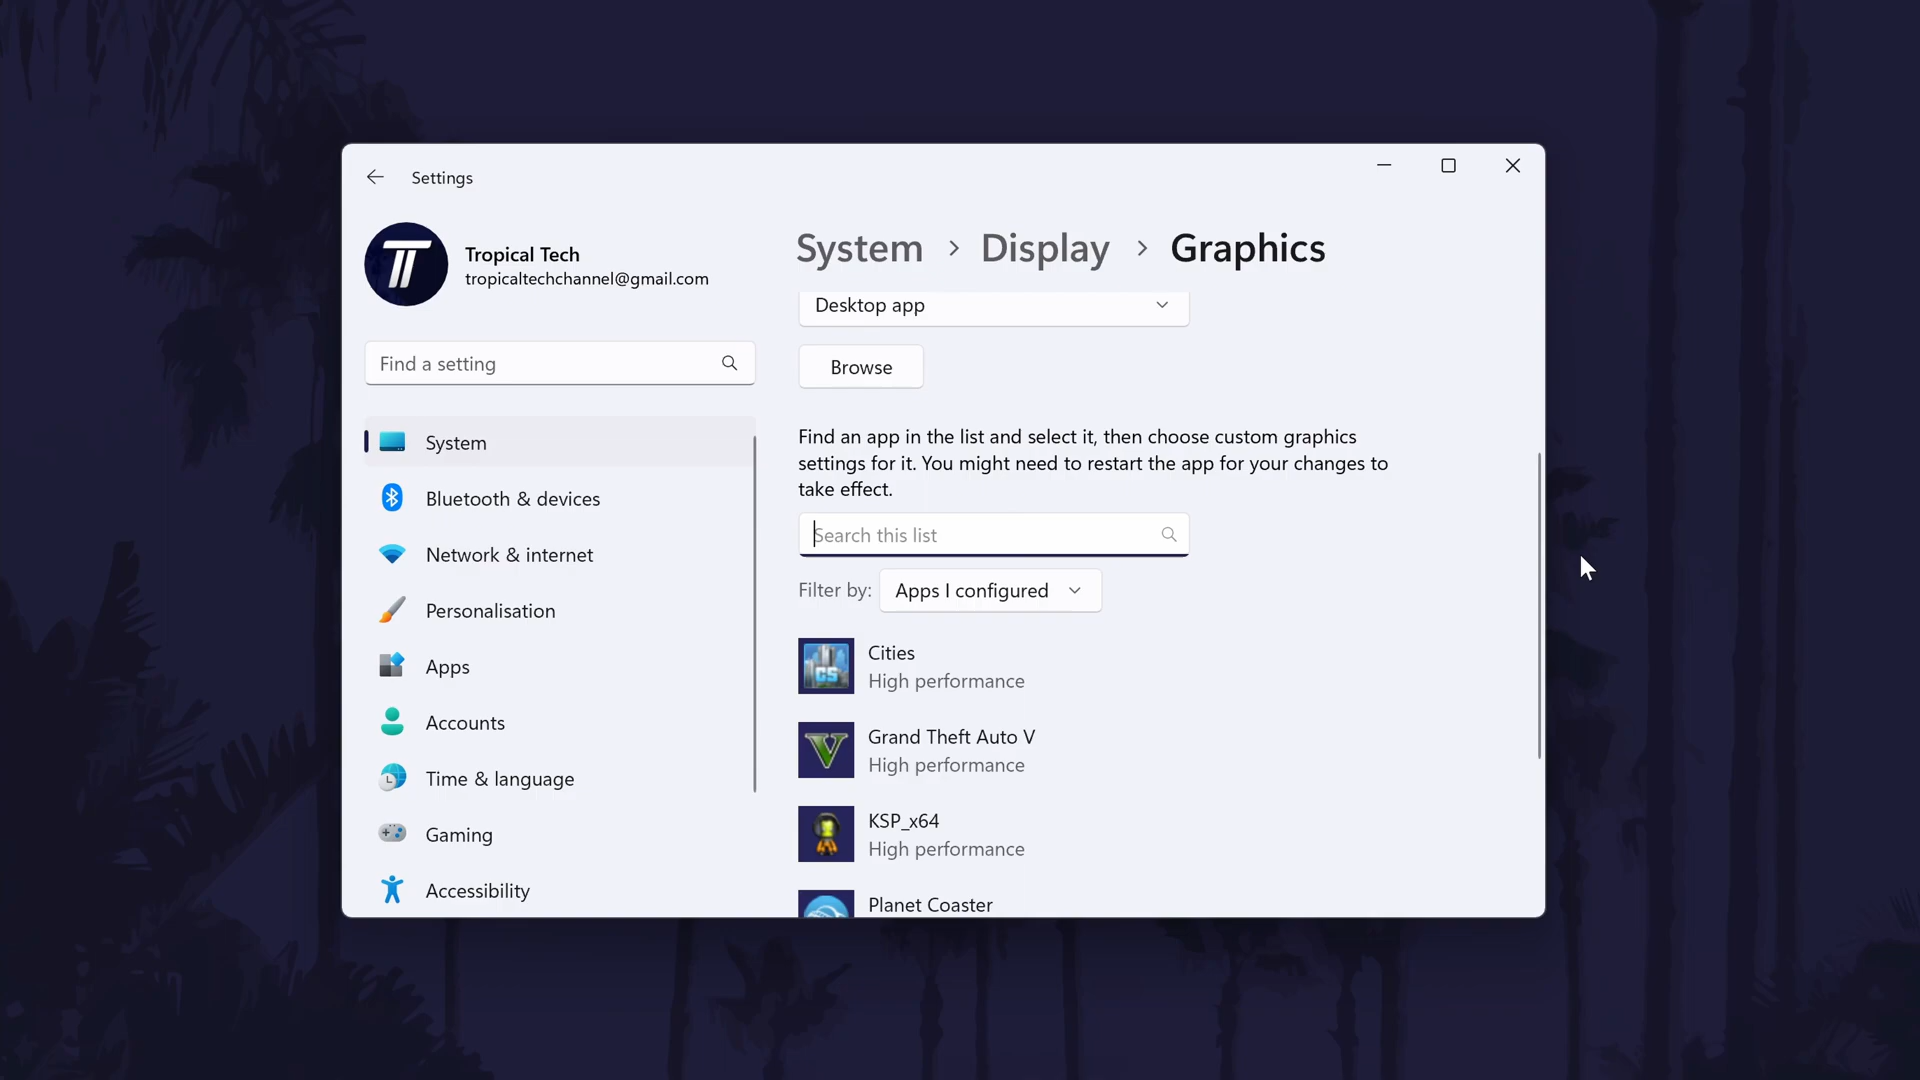 Settings
Tropical Tech
tropicaltechchannel@gmail.com
Find a setting
System
Bluetooth & devices
Network & internet
Personalisation
Apps
Accounts
Time & language
Gaming
Accessibility
System > Display > Graphics
Desktop app
Browse
Find an app in the list and select it, then choose custom graphics
settings for it. You might need to restart the app for your changes to
take effect.
Search this list
Filter by: Apps I configured
Cities
High performance
Grand Theft Auto V
High performance
KSP_x64
High performance
Planet Coaster